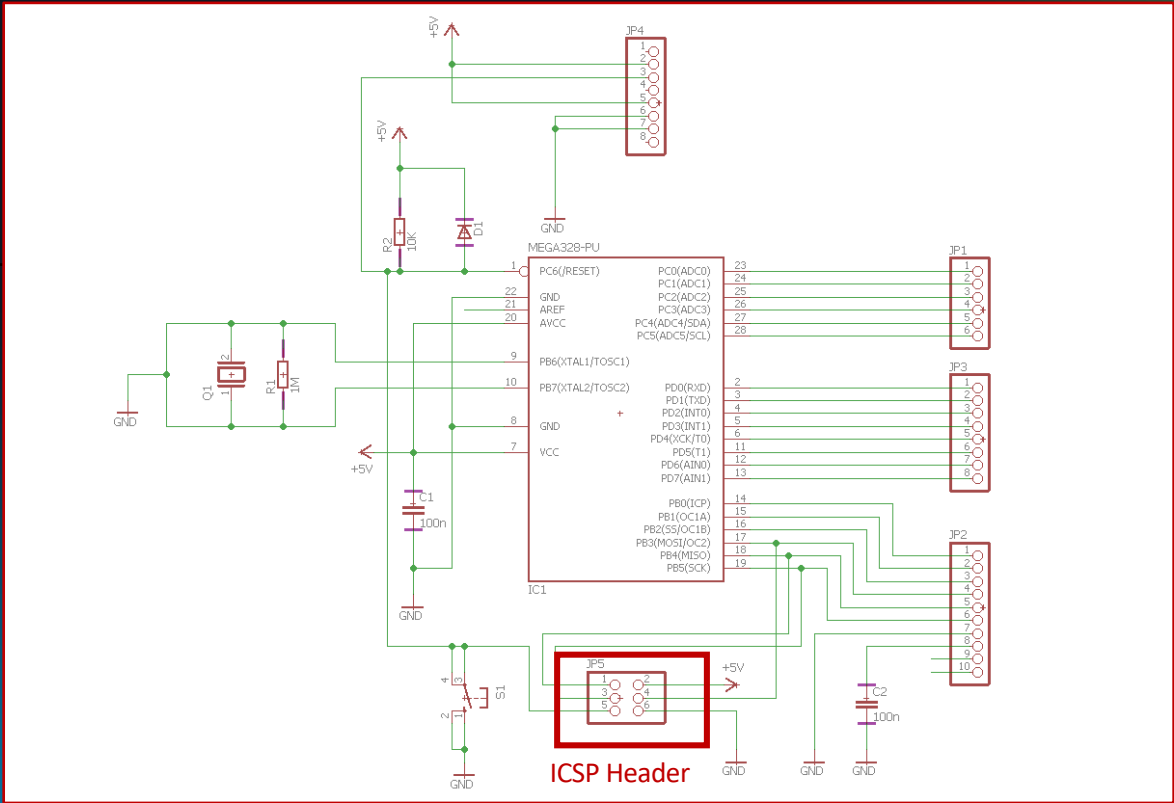 +5V
JP4
1
2
3
4
5
6
7
8
+5V
R2
10K
D1
GND
MEGA328-PU
1 PC6(/RESET)
22 GND
21 AREF
20 AVCC
9 PB6(XTAL1/TOSC1)
10 PB7(XTAL2/TOSC2)
8 GND
7 VCC
PC0(ADC0) 23
PC1(ADC1) 24
PC2(ADC2) 25
PC3(ADC3) 26
PC4(ADC4/SDA) 27
PC5(ADC5/SCL) 28
PD0(RXD) 2
PD1(TXD) 3
PD2(INT0) 4
PD3(INT1) 5
PD4(XCK/T0) 6
PD5(T1) 11
PD6(AIN0) 12
PD7(AIN1) 13
PB0(ICP) 14
PB1(OC1A) 15
PB2(SS/OC1B) 16
PB3(MOSI/OC2) 17
PB4(MISO) 18
PB5(SCK) 19
IC1
JP1
1
2
3
4
5
6
JP3
1
2
3
4
5
6
7
8
JP2
1
2
3
4
5
6
7
8
9
10
Q1
2
1
R1
1M
GND
+5V
C1
100n
GND
4
3
2
1
S1
GND
JP5
1 2
3 4
5 6
+5V
GND
GND
C2
100n
GND
ICSP Header